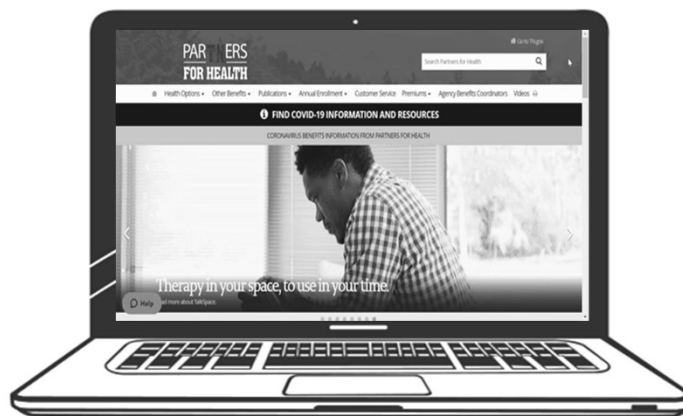 Go to TN.gov
PARTNERS
FOR HEALTH
Search Partners for Health
Health Options
Other Benefits
Publications
Annual Enrollment
Customer Service
Premiums
Agency Benefits Coordinators
Videos
FIND COVID-19 INFORMATION AND RESOURCES
CORONAVIRUS BENEFITS INFORMATION FROM PARTNERS FOR HEALTH
Therapy in your space, to use in your time.
more about TalkSpace.
Help